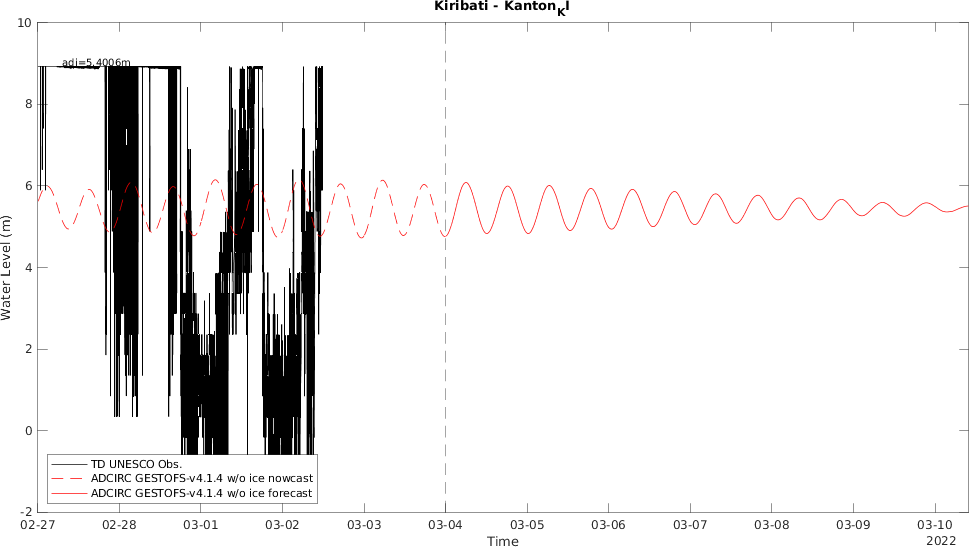 Kiribati - Kanton_KI
10
8
6
4
2
0
-2
Water Level (m)
adj=5.4006m
TD UNESCO Obs.
ADCIRC GESTOFS-v4.1.4 w/o ice nowcast
ADCIRC GESTOFS-v4.1.4 w/o ice forecast
02-27 02-28 03-01 03-02 03-03 03-04 03-05 03-06 03-07 03-08 03-09 03-10
Time
2022